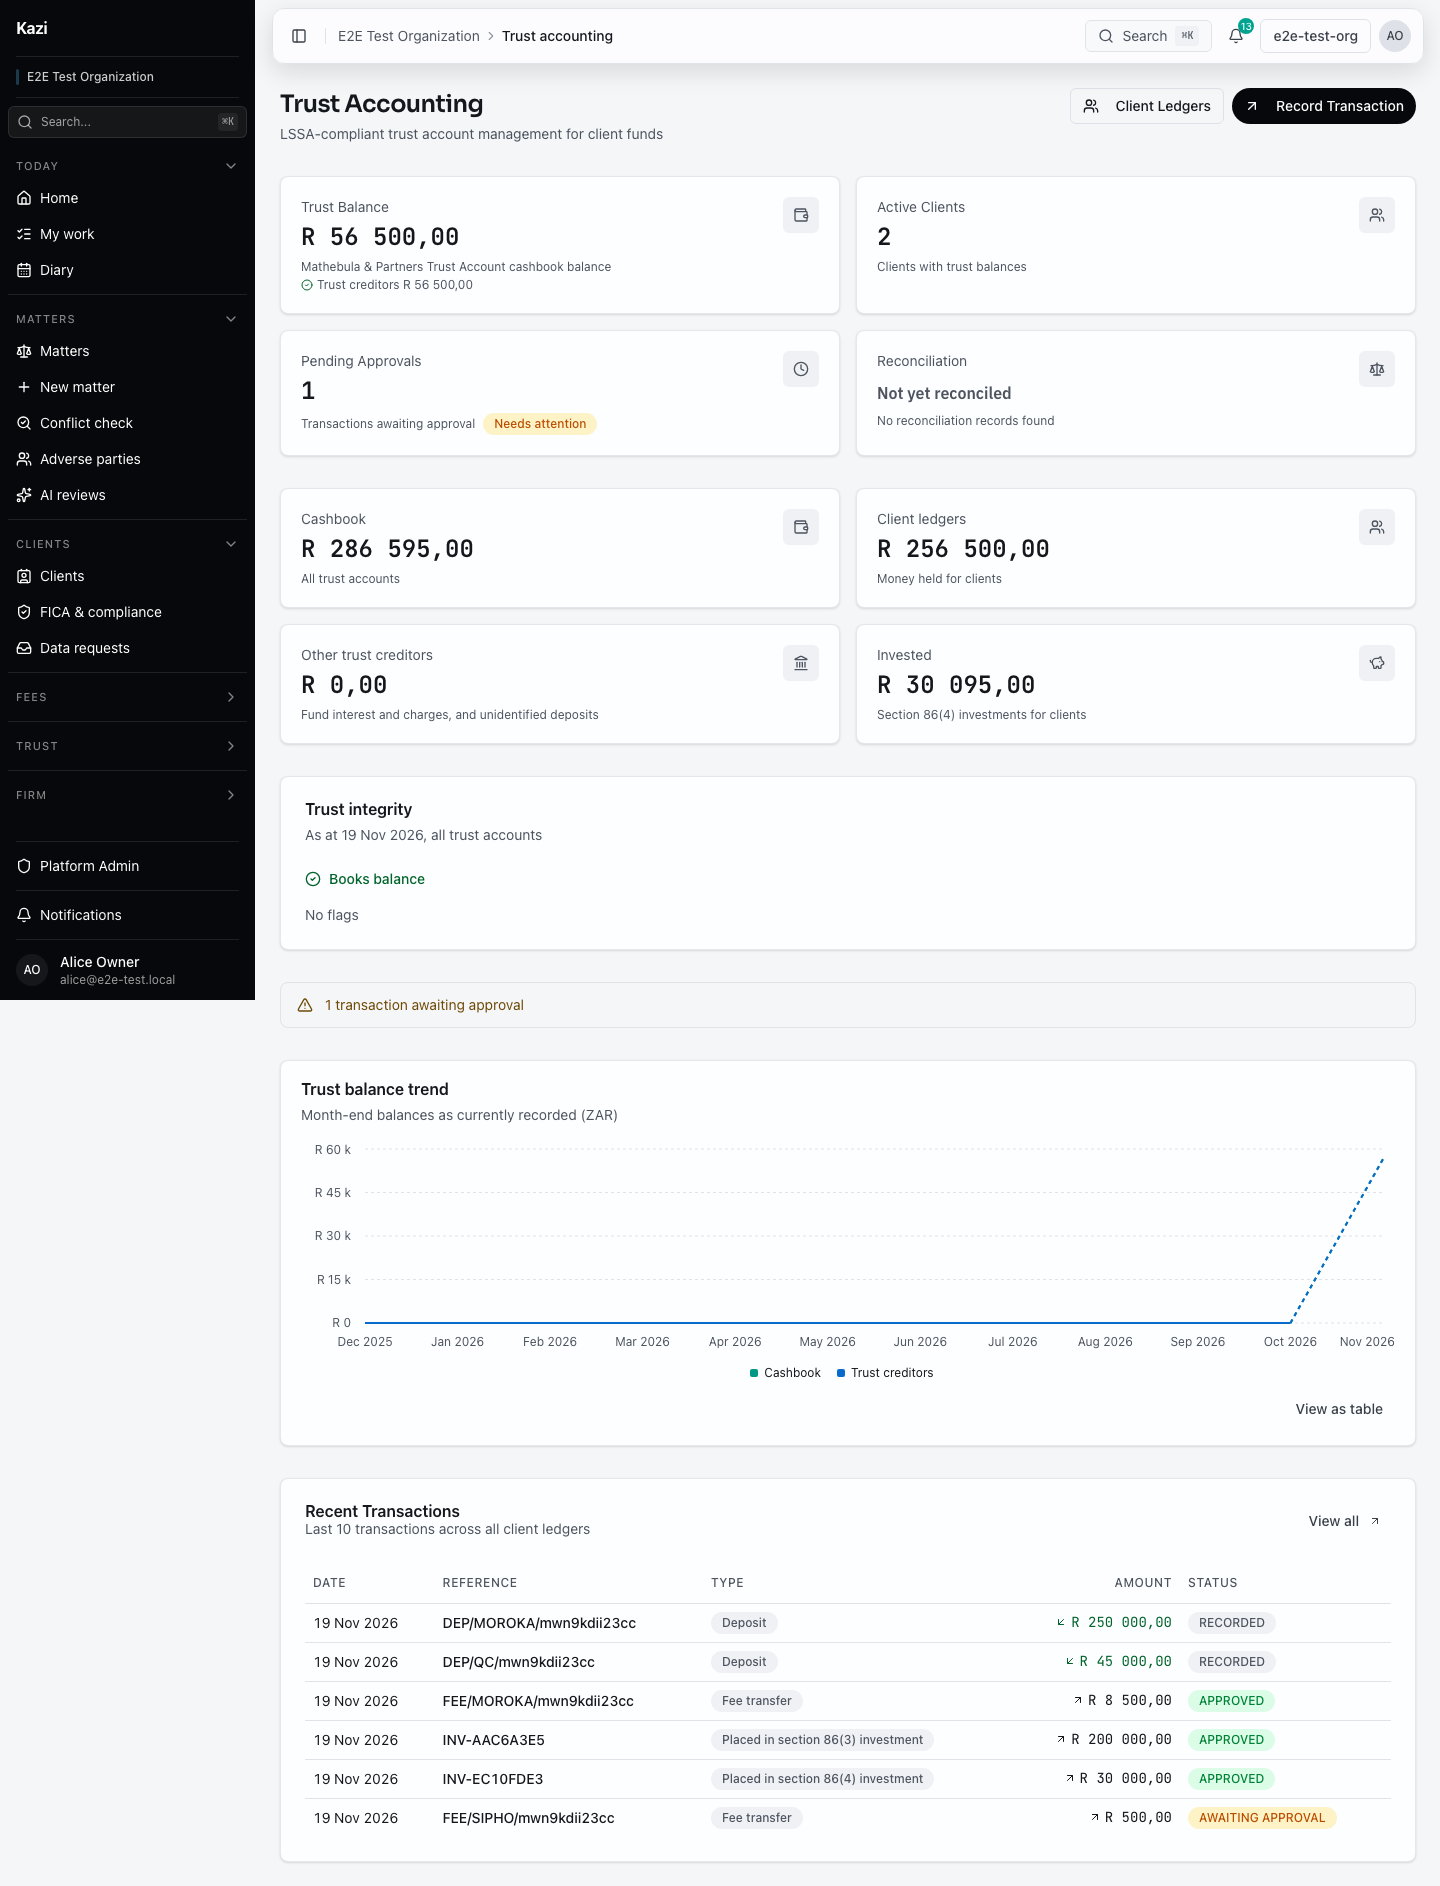 Kazi
E2E Test Organization
Search...
⌘K
TODAY
Home
My work
Diary
MATTERS
Matters
New matter
Conflict check
Adverse parties
AI reviews
CLIENTS
Clients
FICA & compliance
Data requests
FEES
TRUST
FIRM
Platform Admin
Notifications
AO
Alice Owner
alice@e2e-test.local
E2E Test Organization > Trust accounting
Search ⌘K
13
e2e-test-org
AO
Trust Accounting
LSSA-compliant trust account management for client funds
Client Ledgers
Record Transaction
Trust Balance
R 56 500,00
Mathebula & Partners Trust Account cashbook balance
Trust creditors R 56 500,00
Active Clients
2
Clients with trust balances
Pending Approvals
1
Transactions awaiting approval Needs attention
Reconciliation
Not yet reconciled
No reconciliation records found
Cashbook
R 286 595,00
All trust accounts
Client ledgers
R 256 500,00
Money held for clients
Other trust creditors
R 0,00
Fund interest and charges, and unidentified deposits
Invested
R 30 095,00
Section 86(4) investments for clients
Trust integrity
As at 19 Nov 2026, all trust accounts
Books balance
No flags
1 transaction awaiting approval
Trust balance trend
Month-end balances as currently recorded (ZAR)
R 60 k
R 45 k
R 30 k
R 15 k
R 0
Dec 2025 Jan 2026 Feb 2026 Mar 2026 Apr 2026 May 2026 Jun 2026 Jul 2026 Aug 2026 Sep 2026 Oct 2026 Nov 2026
Cashbook Trust creditors
View as table
Recent Transactions
Last 10 transactions across all client ledgers
View all
DATE REFERENCE TYPE AMOUNT STATUS
19 Nov 2026 DEP/MOROKA/mwn9kdii23cc Deposit R 250 000,00 RECORDED
19 Nov 2026 DEP/QC/mwn9kdii23cc Deposit R 45 000,00 RECORDED
19 Nov 2026 FEE/MOROKA/mwn9kdii23cc Fee transfer R 8 500,00 APPROVED
19 Nov 2026 INV-AAC6A3E5 Placed in section 86(3) investment R 200 000,00 APPROVED
19 Nov 2026 INV-EC10FDE3 Placed in section 86(4) investment R 30 000,00 APPROVED
19 Nov 2026 FEE/SIPHO/mwn9kdii23cc Fee transfer R 500,00 AWAITING APPROVAL